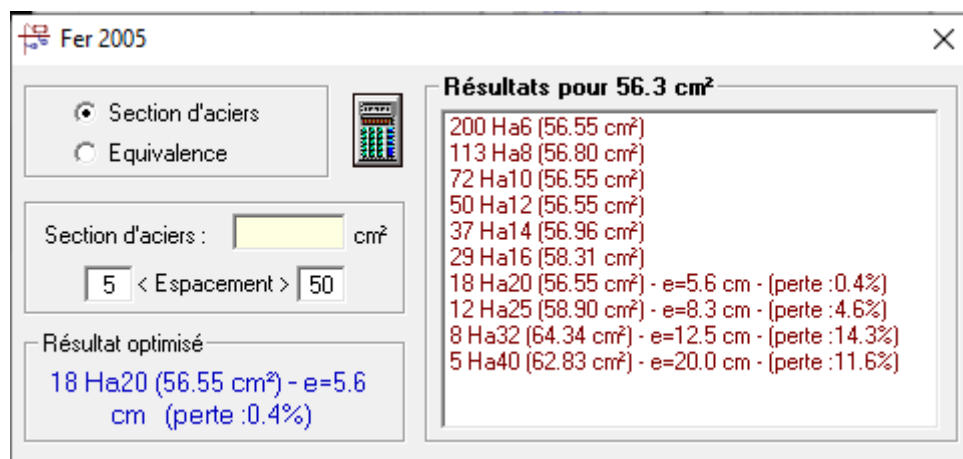 Fer 2005
Section d'aciers
Equivalence
Section d'aciers : cm²
5 < Espacement > 50
Résultat optimisé
18 Ha20 (56.55 cm²) - e=5.6
cm (perte :0.4%)
Résultats pour 56.3 cm²
200 Ha6 (56.55 cm²)
113 Ha8 (56.80 cm²)
72 Ha10 (56.55 cm²)
50 Ha12 (56.55 cm²)
37 Ha14 (56.96 cm²)
29 Ha16 (58.31 cm²)
18 Ha20 (56.55 cm²) - e=5.6 cm - (perte :0.4%)
12 Ha25 (58.90 cm²) - e=8.3 cm - (perte :4.6%)
8 Ha32 (64.34 cm²) - e=12.5 cm - (perte :14.3%)
5 Ha40 (62.83 cm²) - e=20.0 cm - (perte :11.6%)